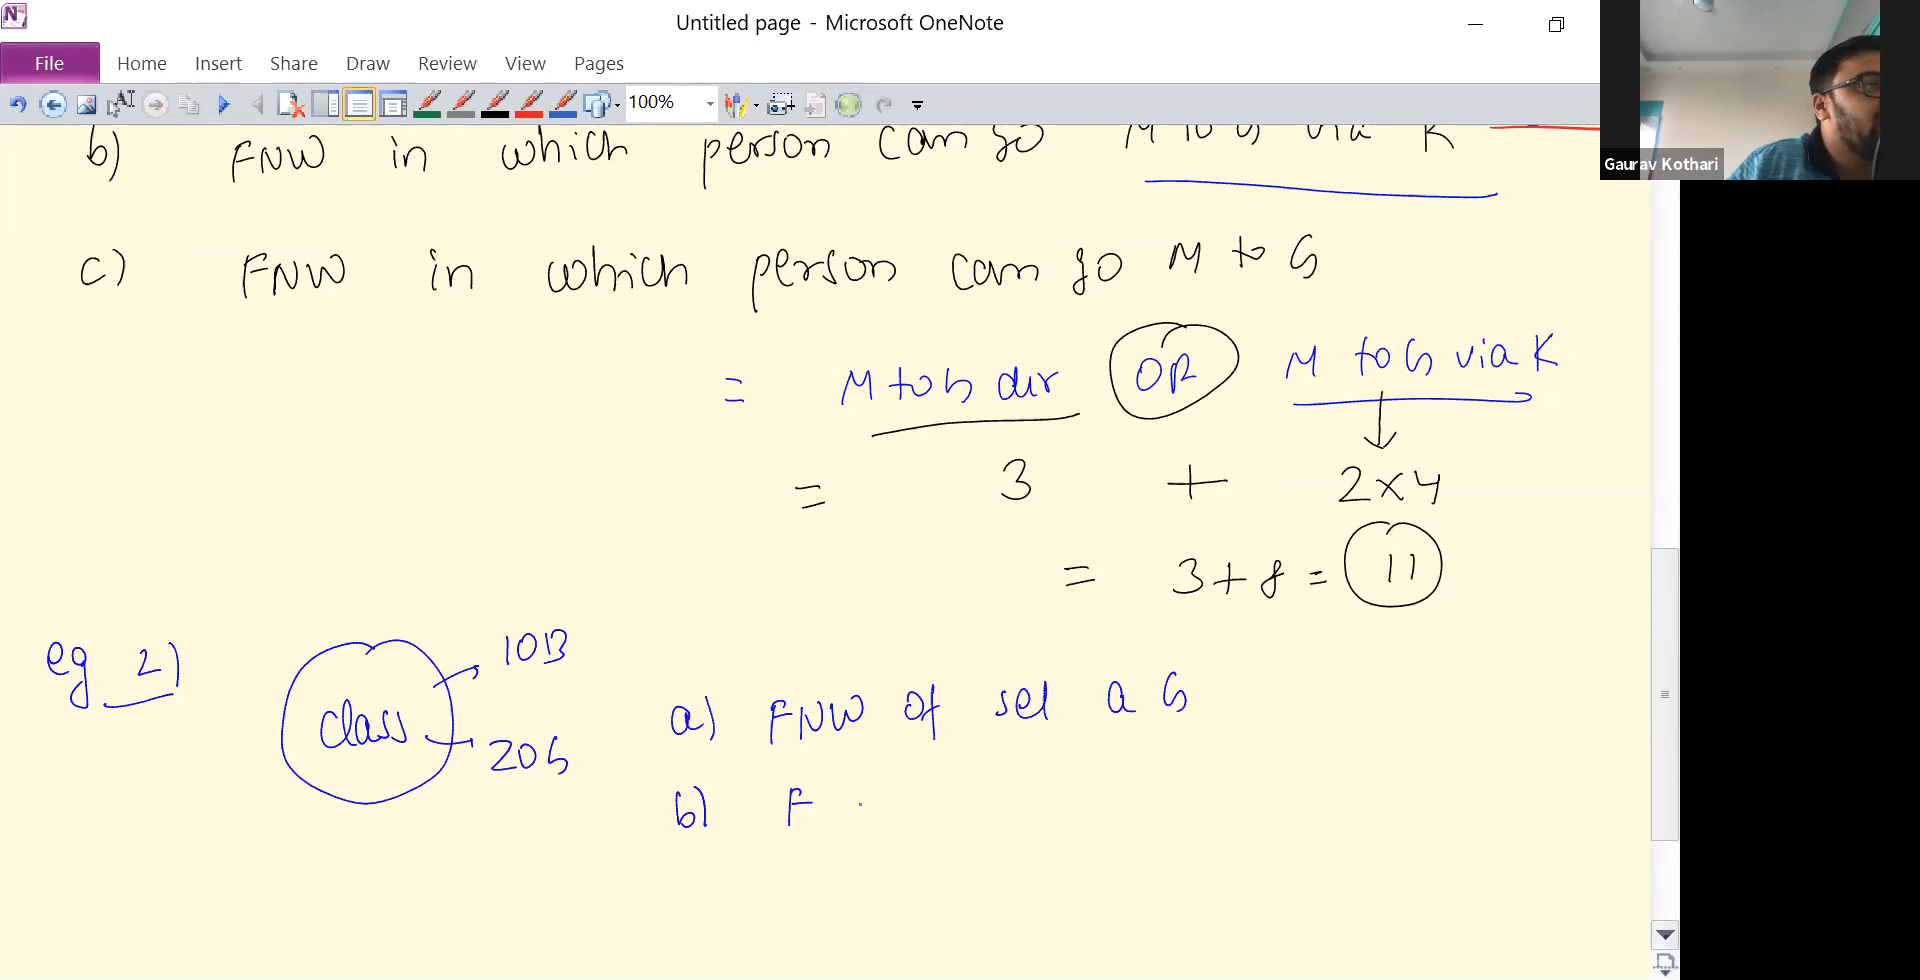 Untitled page - Microsoft OneNote
File Home Insert Share Draw Review View Pages
100%
Gaurav Kothari
b) FNW in which person can go M to G via K
c) FNW in which person can go M to G
= M to G dir OR M to G via K
= 3 + 2x4
= 3+8 = 11
eg 2) class 10B
20G
a) FNW of sel a G
b) F